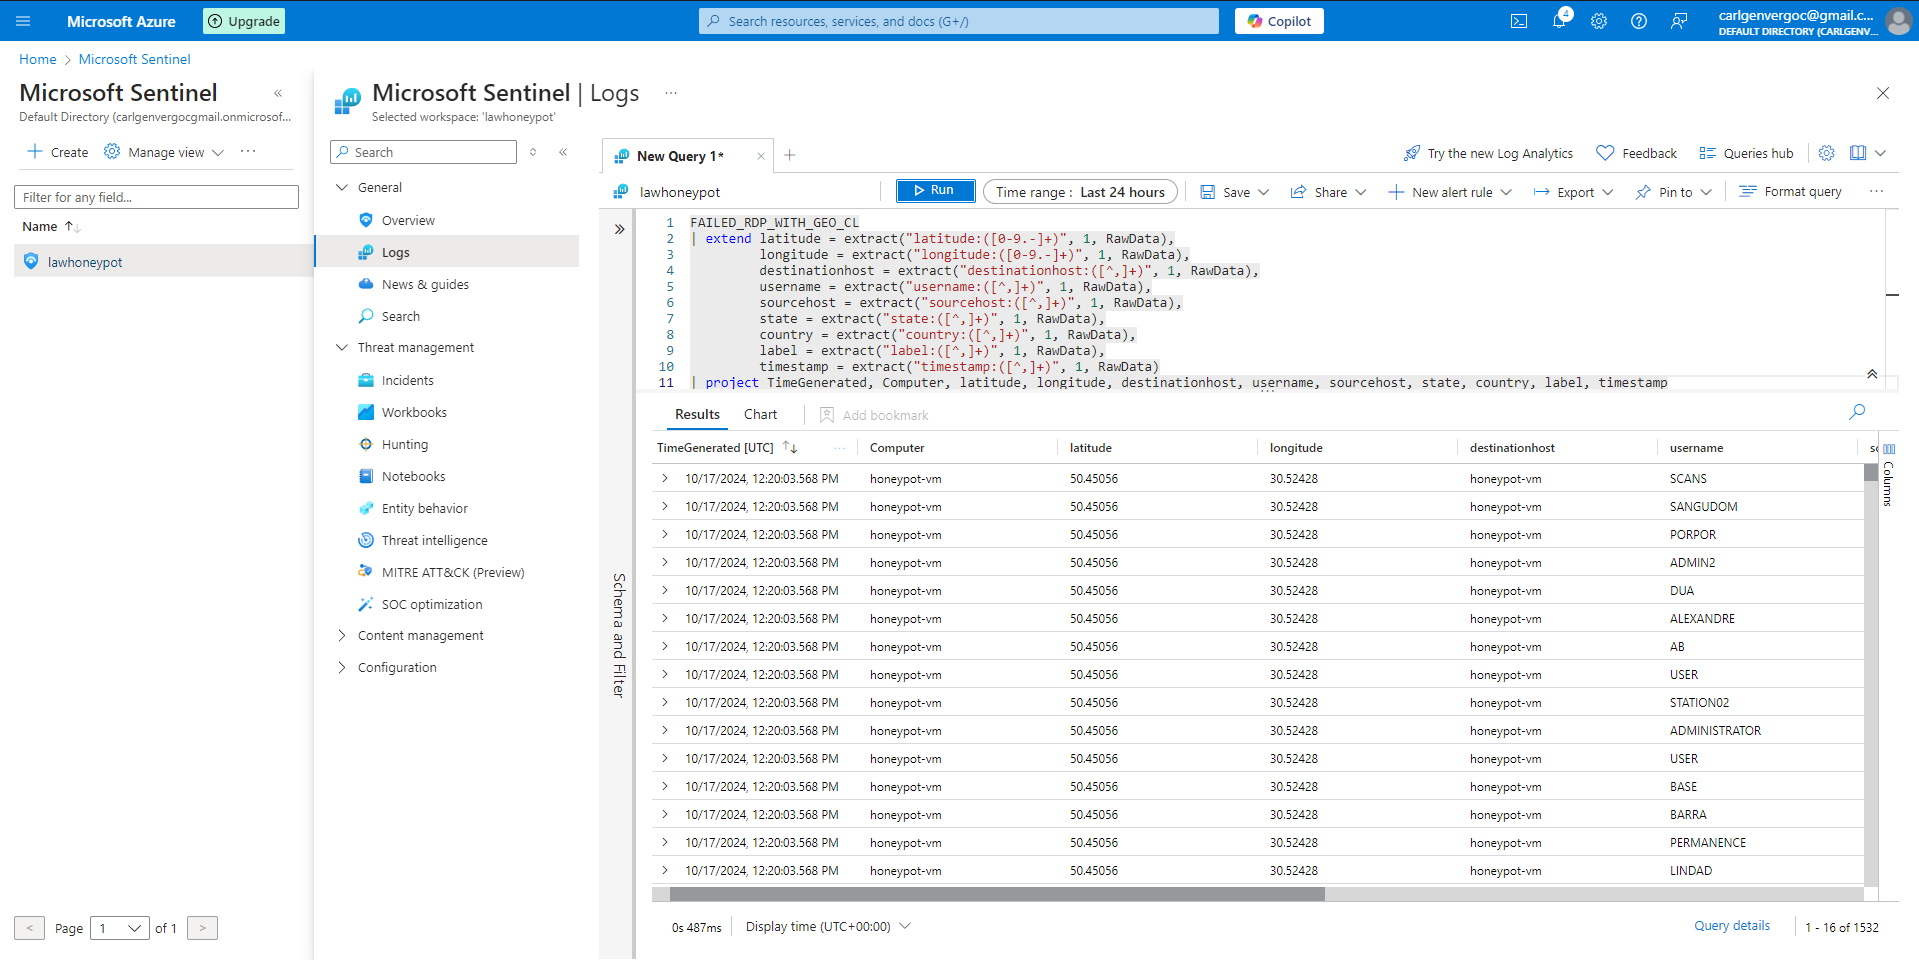 Microsoft Azure
Upgrade
Search resources, services, and docs (G+/)
Copilot
4
carlgenvergoc@gmail.c...
DEFAULT DIRECTORY (CARLGENV...
Home > Microsoft Sentinel
Microsoft Sentinel
Default Directory (carlgenvergocgmail.onmicrosof...
Create
Manage view
Filter for any field...
Name
lawhoneypot
< Page 1 of 1 >
Microsoft Sentinel | Logs
Selected workspace: 'lawhoneypot'
Search
General
Overview
Logs
News & guides
Search
Threat management
Incidents
Workbooks
Hunting
Notebooks
Entity behavior
Threat intelligence
MITRE ATT&CK (Preview)
SOC optimization
Content management
Configuration
New Query 1*
Try the new Log Analytics
Feedback
Queries hub
lawhoneypot
Run
Time range : Last 24 hours
Save
Share
New alert rule
Export
Pin to
Format query
Schema and Filter
1 FAILED_RDP_WITH_GEO_CL
2 | extend latitude = extract("latitude:([0-9.-]+)", 1, RawData),
3 longitude = extract("longitude:([0-9.-]+)", 1, RawData),
4 destinationhost = extract("destinationhost:([^,]+)", 1, RawData),
5 username = extract("username:([^,]+)", 1, RawData),
6 sourcehost = extract("sourcehost:([^,]+)", 1, RawData),
7 state = extract("state:([^,]+)", 1, RawData),
8 country = extract("country:([^,]+)", 1, RawData),
9 label = extract("label:([^,]+)", 1, RawData),
10 timestamp = extract("timestamp:([^,]+)", 1, RawData)
11 | project TimeGenerated, Computer, latitude, longitude, destinationhost, username, sourcehost, state, country, label, timestamp
Results
Chart
Add bookmark
TimeGenerated [UTC] Computer latitude longitude destinationhost username
Columns
10/17/2024, 12:20:03.568 PM honeypot-vm 50.45056 30.52428 honeypot-vm SCANS
10/17/2024, 12:20:03.568 PM honeypot-vm 50.45056 30.52428 honeypot-vm SANGUDOM
10/17/2024, 12:20:03.568 PM honeypot-vm 50.45056 30.52428 honeypot-vm PORPOR
10/17/2024, 12:20:03.568 PM honeypot-vm 50.45056 30.52428 honeypot-vm ADMIN2
10/17/2024, 12:20:03.568 PM honeypot-vm 50.45056 30.52428 honeypot-vm DUA
10/17/2024, 12:20:03.568 PM honeypot-vm 50.45056 30.52428 honeypot-vm ALEXANDRE
10/17/2024, 12:20:03.568 PM honeypot-vm 50.45056 30.52428 honeypot-vm AB
10/17/2024, 12:20:03.568 PM honeypot-vm 50.45056 30.52428 honeypot-vm USER
10/17/2024, 12:20:03.568 PM honeypot-vm 50.45056 30.52428 honeypot-vm STATION02
10/17/2024, 12:20:03.568 PM honeypot-vm 50.45056 30.52428 honeypot-vm ADMINISTRATOR
10/17/2024, 12:20:03.568 PM honeypot-vm 50.45056 30.52428 honeypot-vm USER
10/17/2024, 12:20:03.568 PM honeypot-vm 50.45056 30.52428 honeypot-vm BASE
10/17/2024, 12:20:03.568 PM honeypot-vm 50.45056 30.52428 honeypot-vm BARRA
10/17/2024, 12:20:03.568 PM honeypot-vm 50.45056 30.52428 honeypot-vm PERMANENCE
10/17/2024, 12:20:03.568 PM honeypot-vm 50.45056 30.52428 honeypot-vm LINDAD
0s 487ms
Display time (UTC+00:00)
Query details
1 - 16 of 1532